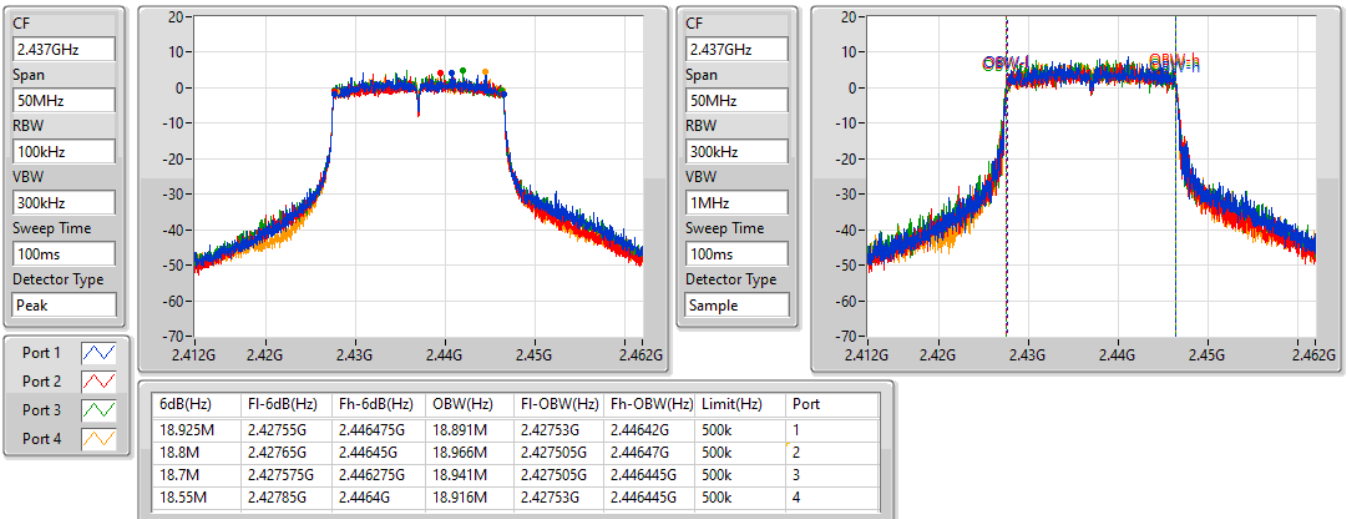 CF
2.437GHz
Span
50MHz
RBW
100kHz
VBW
300kHz
Sweep Time
100ms
Detector Type
Peak
20
10
0
-10
-20
-30
-40
-50
-60
-70
2.412G 2.42G 2.43G 2.44G 2.45G 2.462G
CF
2.437GHz
Span
50MHz
RBW
300kHz
VBW
1MHz
Sweep Time
100ms
Detector Type
Sample
20
10
0
-10
-20
-30
-40
-50
-60
-70
OBW-l OBW-h
2.412G 2.42G 2.43G 2.44G 2.45G 2.462G
Port 1
Port 2
Port 3
Port 4
6dB(Hz) Fl-6dB(Hz) Fh-6dB(Hz) OBW(Hz) Fl-OBW(Hz) Fh-OBW(Hz) Limit(Hz) Port
18.925M 2.42755G 2.446475G 18.891M 2.42753G 2.44642G 500k 1
18.8M 2.42765G 2.44645G 18.966M 2.427505G 2.44647G 500k 2
18.7M 2.427575G 2.446275G 18.941M 2.427505G 2.446445G 500k 3
18.55M 2.42785G 2.4464G 18.916M 2.42753G 2.446445G 500k 4